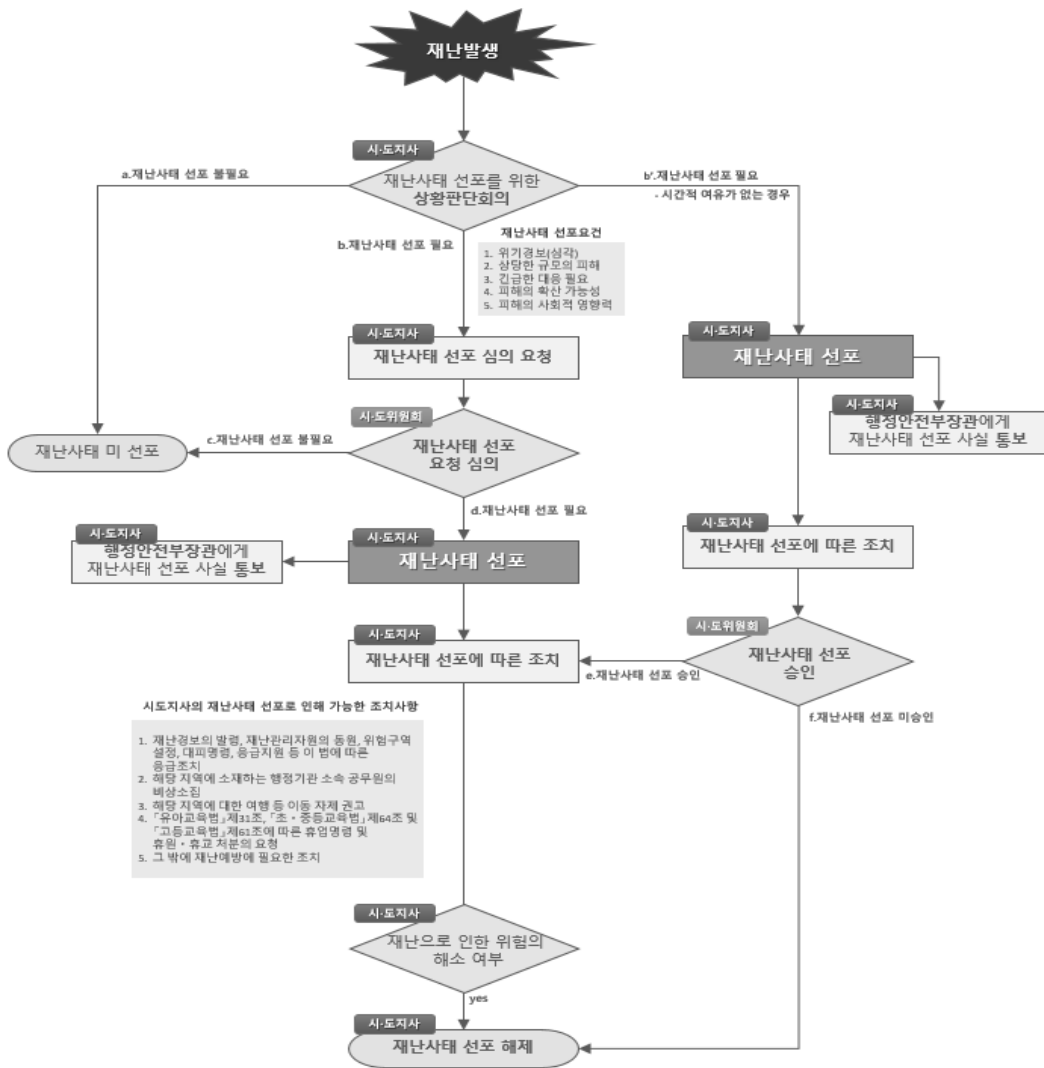 재난발생
시·도지사
재난사태 선포를 위한
상황판단회의
a.재난사태 선포 불필요
b'.재난사태 선포 필요
- 시간적 여유가 없는 경우
b.재난사태 선포 필요
재난사태 선포요건
1. 위기경보(심각)
2. 상당한 규모의 피해
3. 긴급한 대응 필요
4. 피해의 확산 가능성
5. 피해의 사회적 영향력
시·도지사
재난사태 선포 심의 요청
시·도지사
재난사태 선포
시·도지사
행정안전부장관에게
재난사태 선포 사실 통보
시·도위원회
재난사태 선포
요청 심의
c.재난사태 선포 불필요
재난사태 미 선포
d.재난사태 선포 필요
시·도지사
재난사태 선포
시·도지사
행정안전부장관에게
재난사태 선포 사실 통보
시·도지사
재난사태 선포에 따른 조치
시·도지사
재난사태 선포에 따른 조치
시·도위원회
재난사태 선포
승인
e.재난사태 선포 승인
f.재난사태 선포 미승인
시도지사의 재난사태 선포로 인해 가능한 조치사항
1. 재난경보의 발령, 재난관리자원의 동원, 위험구역
설정, 대피명령, 응급지원 등 이 법에 따른
응급조치
2. 해당 지역에 소재하는 행정기관 소속 공무원의
비상소집
3. 해당 지역에 대한 여행 등 이동 자제 권고
4. 「유아교육법」제31조, 「초・중등교육법」제64조 및
「고등교육법」제61조에 따른 휴업명령 및
휴원・휴교 처분의 요청
5. 그 밖에 재난예방에 필요한 조치
시·도지사
재난으로 인한 위험의
해소 여부
yes
시·도지사
재난사태 선포 해제